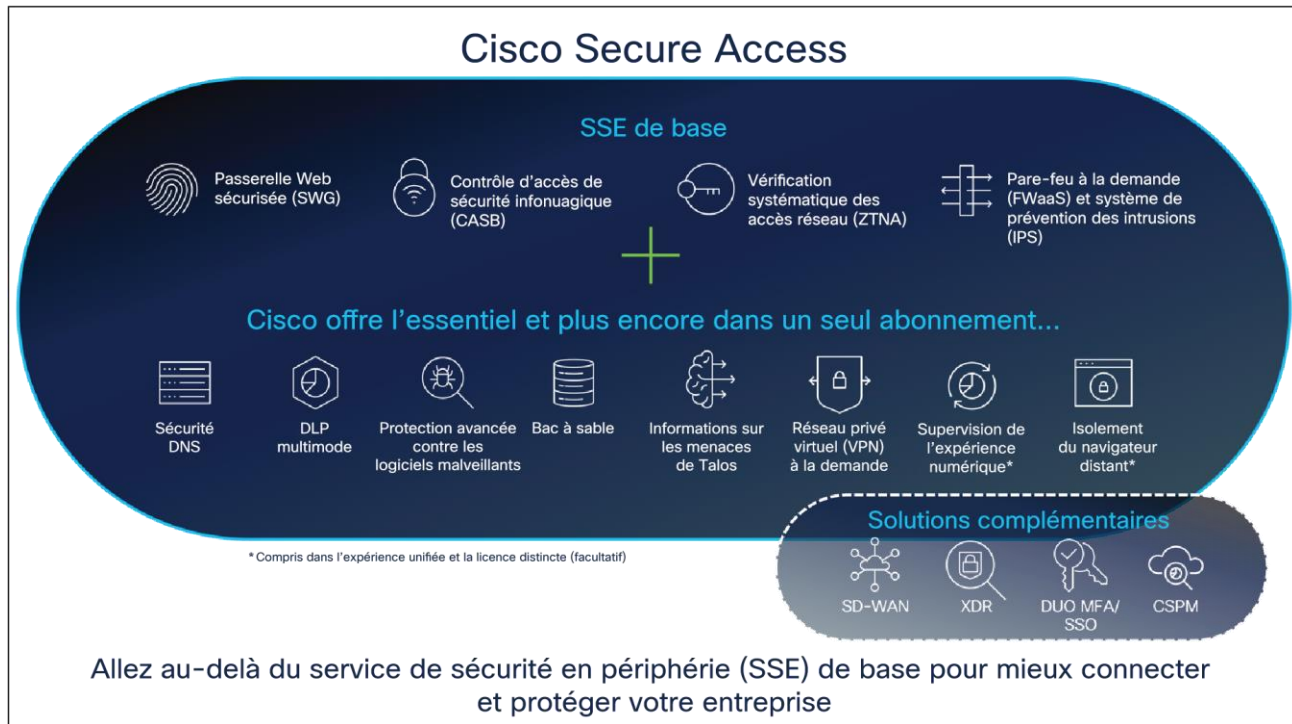 Cisco Secure Access
SSE de base
Passerelle Web
sécurisée (SWG)
Contrôle d’accès de
sécurité infonuagique
(CASB)
Vérification
systématique des
accès réseau (ZTNA)
Pare-feu à la demande
(FWaaS) et système de
prévention des intrusions
(IPS)
Cisco offre l’essentiel et plus encore dans un seul abonnement...
Sécurité
DNS
DLP
multimode
Protection avancée
contre les
logiciels malveillants
Bac à sable
Informations sur
les menaces
de Talos
Réseau privé
virtuel (VPN)
à la demande
Supervision de
l’expérience
numérique*
Isolement
du navigateur
distant*
Solutions complémentaires
SD-WAN
XDR
DUO MFA/
SSO
CSPM
* Compris dans l’expérience unifiée et la licence distincte (facultatif)
Allez au-delà du service de sécurité en périphérie (SSE) de base pour mieux connecter
et protéger votre entreprise